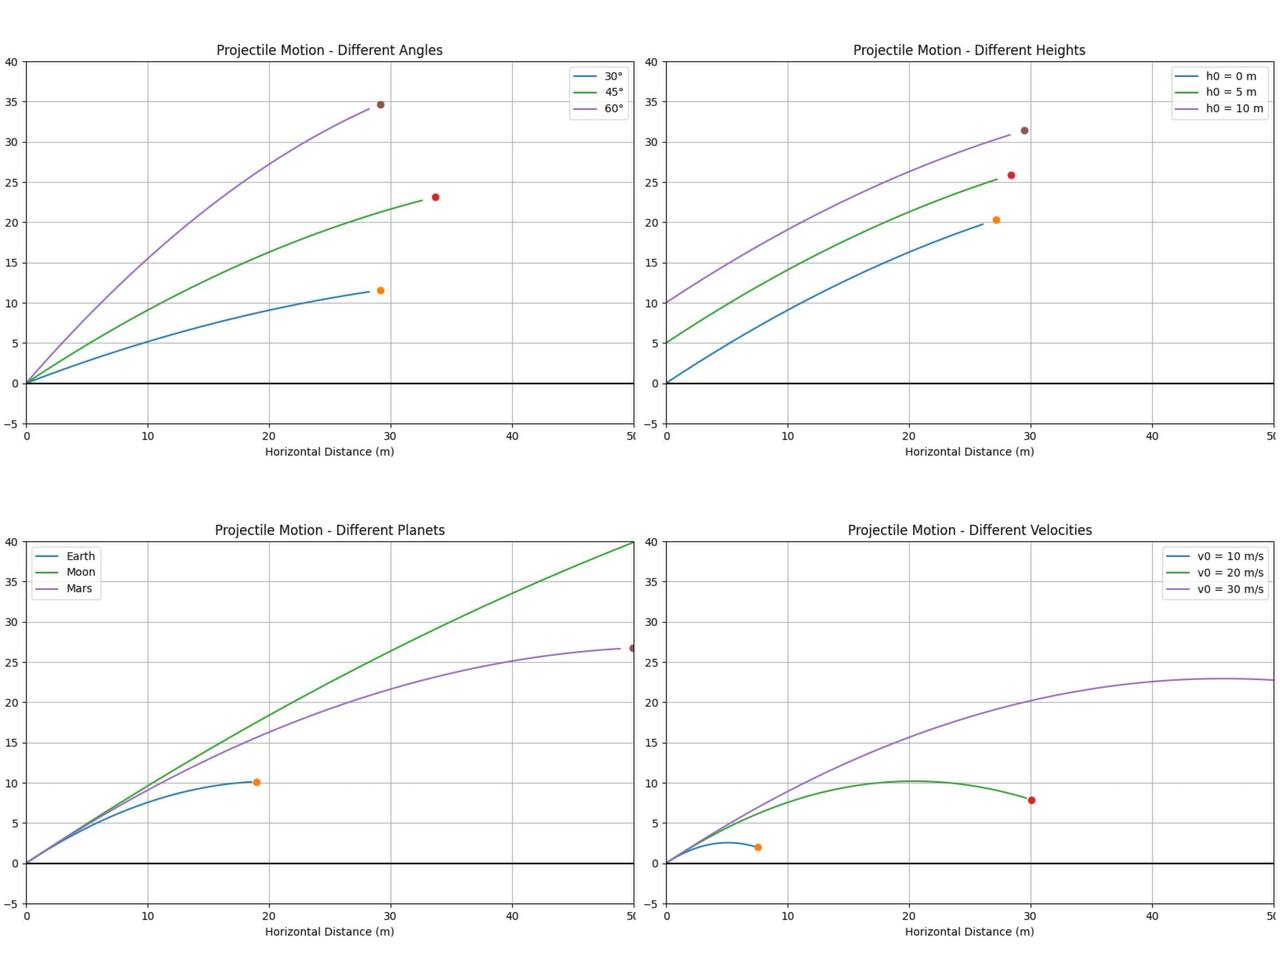 Projectile Motion - Different Angles
40
35
30
25
20
15
10
5
0
−5
30°
45°
60°
0 10 20 30 40 50
Horizontal Distance (m)
Projectile Motion - Different Heights
40
35
30
25
20
15
10
5
0
−5
h0 = 0 m
h0 = 5 m
h0 = 10 m
0 10 20 30 40 50
Horizontal Distance (m)
Projectile Motion - Different Planets
40
35
30
25
20
15
10
5
0
−5
Earth
Moon
Mars
0 10 20 30 40 50
Horizontal Distance (m)
Projectile Motion - Different Velocities
40
35
30
25
20
15
10
5
0
−5
v0 = 10 m/s
v0 = 20 m/s
v0 = 30 m/s
0 10 20 30 40 50
Horizontal Distance (m)